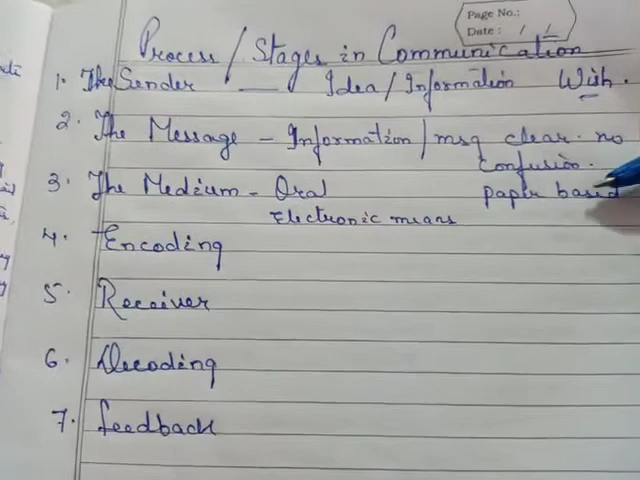 Page No.:
Date: / /
Process / Stages in Communication
1. The Sender — Idea / Information Wish.
2. The Message - Information / msg clear. no
confusion.
3. The Medium - Oral paper based
Electronic means
4. Encoding
5. Receiver
6. Decoding
7. feedback